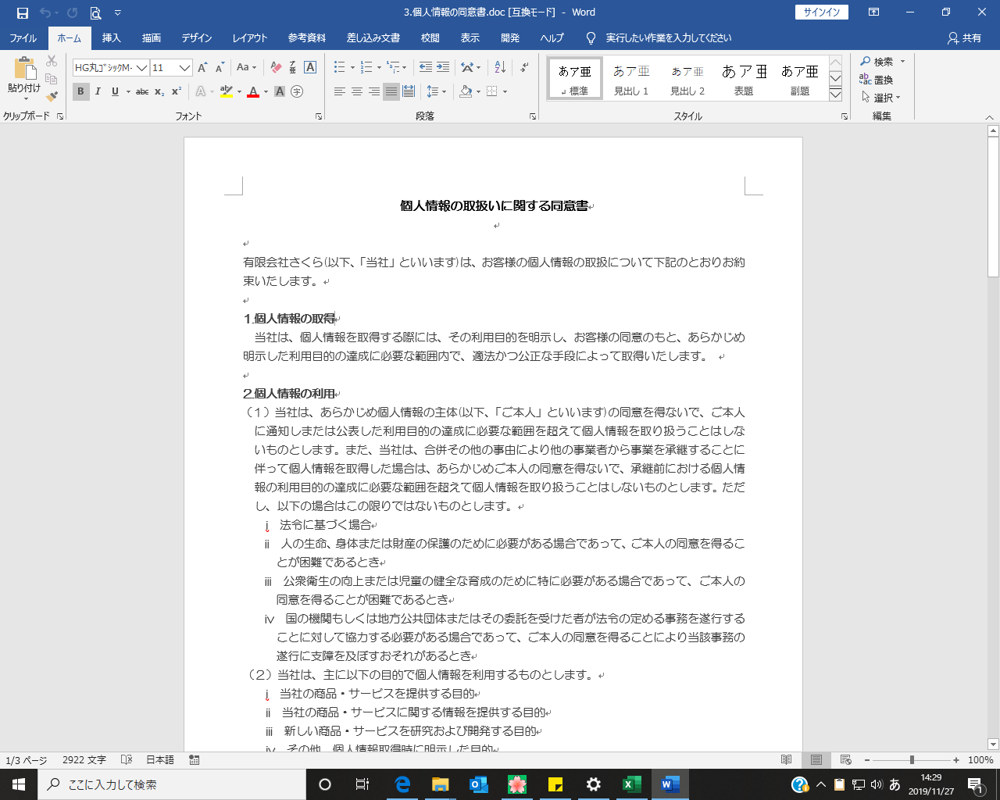 3.個人情報の同意書.doc [互換モード] - Word
サインイン
ファイル ホーム 挿入 描画 デザイン レイアウト 参考資料 差し込み文書 校閲 表示 開発 ヘルプ 実行したい作業を入力してください 共有
貼り付け
HG丸ｺﾞｼｯｸM- 11
あア亜 あア亜 あア亜 あア亜 あア亜
標準 見出し 1 見出し 2 表題 副題
検索
置換
選択
クリップボード フォント 段落 スタイル 編集
個人情報の取扱いに関する同意書
有限会社さくら(以下、「当社」といいます)は、お客様の個人情報の取扱について下記のとおりお約
束いたします。
1.個人情報の取得
当社は、個人情報を取得する際には、その利用目的を明示し、お客様の同意のもと、あらかじめ
明示した利用目的の達成に必要な範囲内で、適法かつ公正な手段によって取得いたします。
2.個人情報の利用
（１）当社は、あらかじめ個人情報の主体(以下、「ご本人」といいます)の同意を得ないで、ご本人
に通知しまたは公表した利用目的の達成に必要な範囲を超えて個人情報を取り扱うことはしな
いものとします。また、当社は、合併その他の事由により他の事業者から事業を承継することに
伴って個人情報を取得した場合は、あらかじめご本人の同意を得ないで、承継前における個人情
報の利用目的の達成に必要な範囲を超えて個人情報を取り扱うことはしないものとします。ただ
し、以下の場合はこの限りではないものとします。
i 法令に基づく場合
ii 人の生命、身体または財産の保護のために必要がある場合であって、ご本人の同意を得るこ
とが困難であるとき
iii 公衆衛生の向上または児童の健全な育成のために特に必要がある場合であって、ご本人の
同意を得ることが困難であるとき
iv 国の機関もしくは地方公共団体またはその委託を受けた者が法令の定める事務を遂行する
ことに対して協力する必要がある場合であって、ご本人の同意を得ることにより当該事務の
遂行に支障を及ぼすおそれがあるとき
（２）当社は、主に以下の目的で個人情報を利用するものとします。
i 当社の商品・サービスを提供する目的
ii 当社の商品・サービスに関する情報を提供する目的
iii 新しい商品・サービスを研究および開発する目的
iv その他、個人情報取得時に明示した目的
1/3 ページ 2922 文字 日本語 100%
ここに入力して検索
あ
14:29
2019/11/27
1